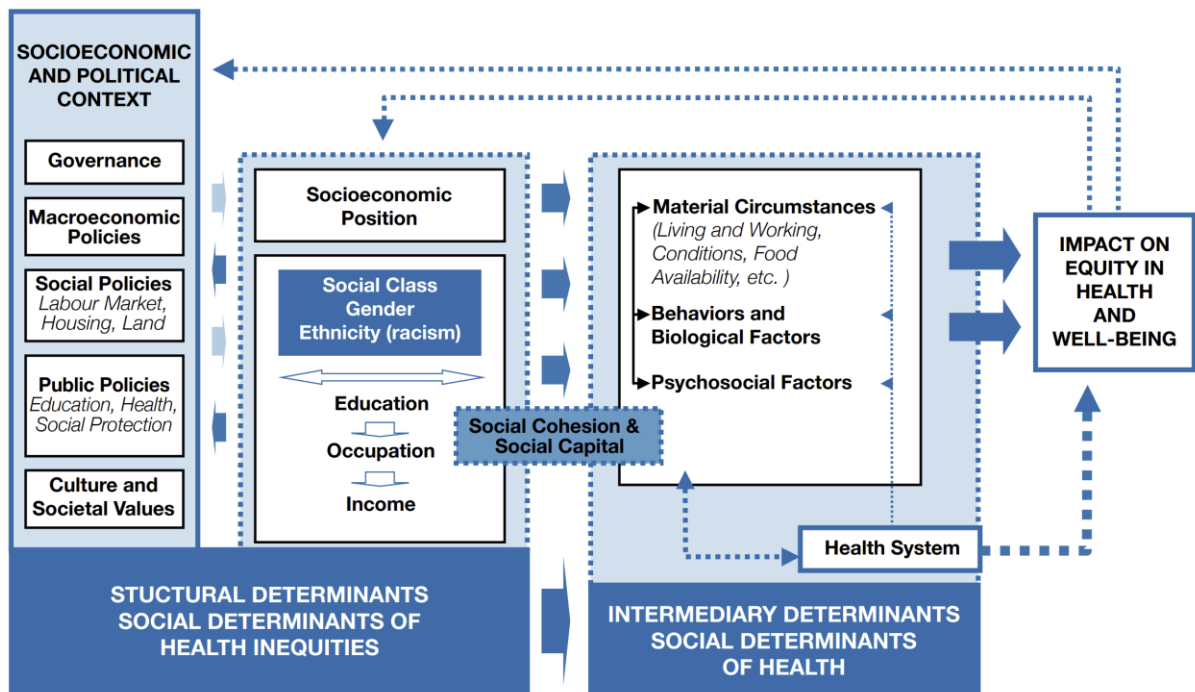 SOCIOECONOMIC
AND POLITICAL
CONTEXT
Governance
Macroeconomic
Policies
Social Policies
Labour Market,
Housing, Land
Public Policies
Education, Health,
Social Protection
Culture and
Societal Values
Socioeconomic
Position
Social Class
Gender
Ethnicity (racism)
Education
Occupation
Income
Social Cohesion &
Social Capital
Material Circumstances
(Living and Working,
Conditions, Food
Availability, etc. )
Behaviors and
Biological Factors
Psychosocial Factors
Health System
IMPACT ON
EQUITY IN
HEALTH
AND
WELL-BEING
STUCTURAL DETERMINANTS
SOCIAL DETERMINANTS OF
HEALTH INEQUITIES
INTERMEDIARY DETERMINANTS
SOCIAL DETERMINANTS
OF HEALTH